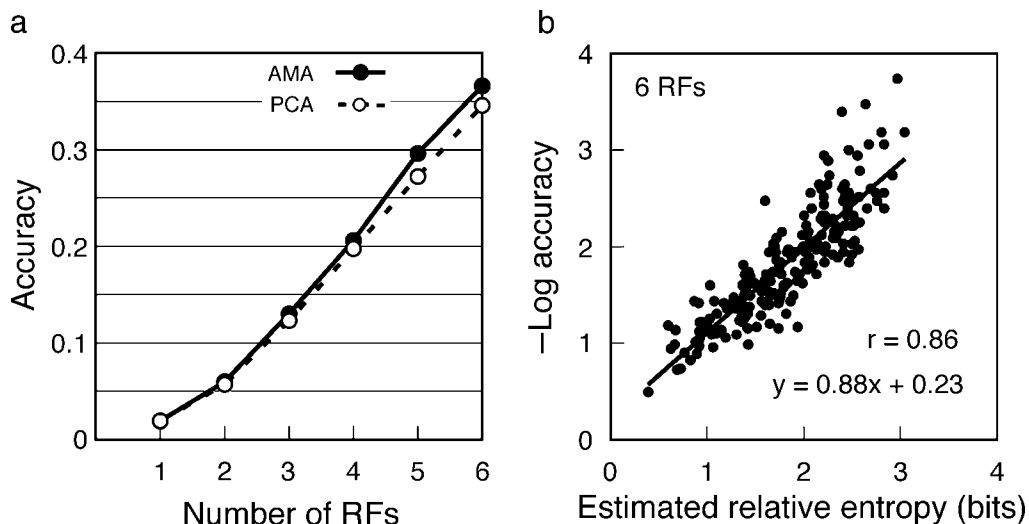 a
0.4
0.3
0.2
0.1
0
Accuracy
AMA
PCA
1 2 3 4 5 6
Number of RFs
b
4
3
2
1
0
−Log accuracy
6 RFs
r = 0.86
y = 0.88x + 0.23
0 1 2 3 4
Estimated relative entropy (bits)